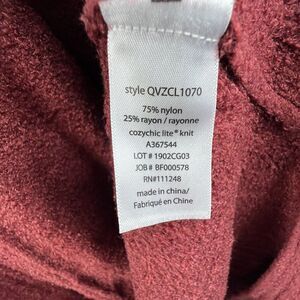 style QVZCL1070
75% nylon
25% rayon / rayonne
cozychic lite® knit
A367544
LOT # 1902CG03
JOB # BF000578
RN#111248
made in china/
Fabriqué en Chine